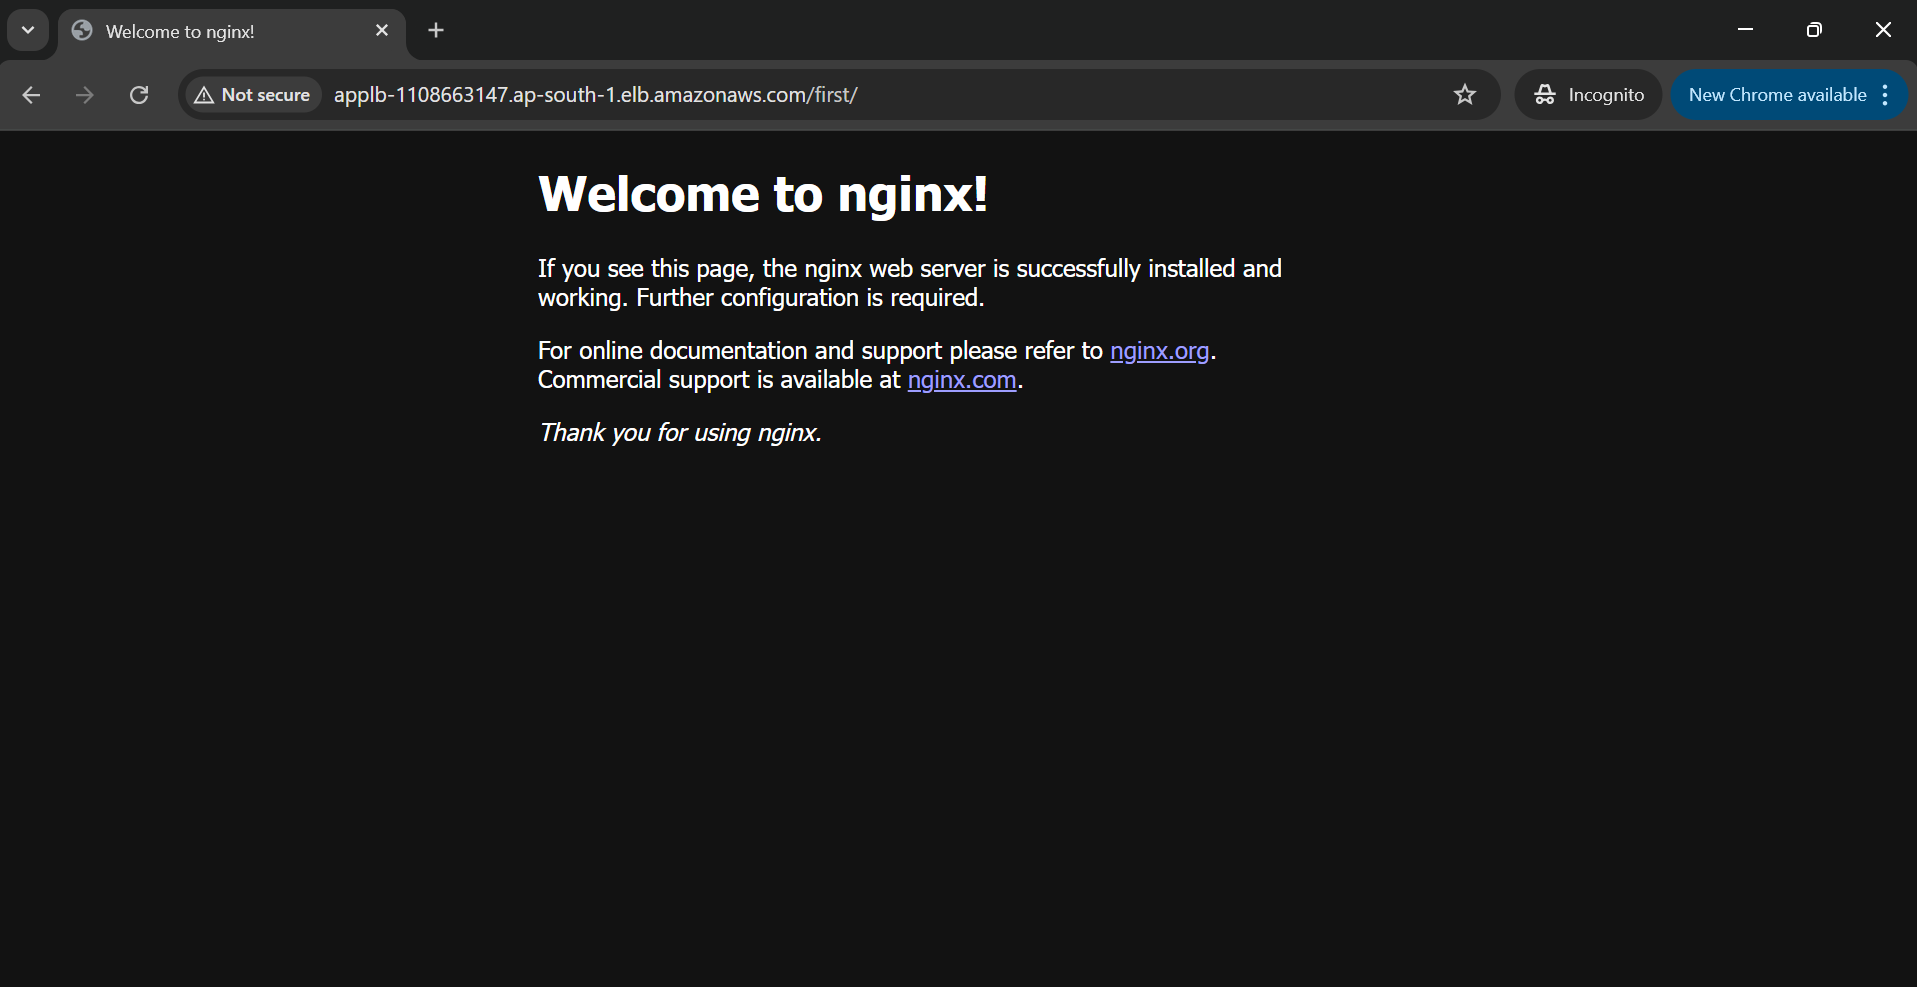 Welcome to nginx!
Not secure
applb-1108663147.ap-south-1.elb.amazonaws.com/first/
Incognito
New Chrome available
Welcome to nginx!
If you see this page, the nginx web server is successfully installed and
working. Further configuration is required.
For online documentation and support please refer to nginx.org.
Commercial support is available at nginx.com.
Thank you for using nginx.